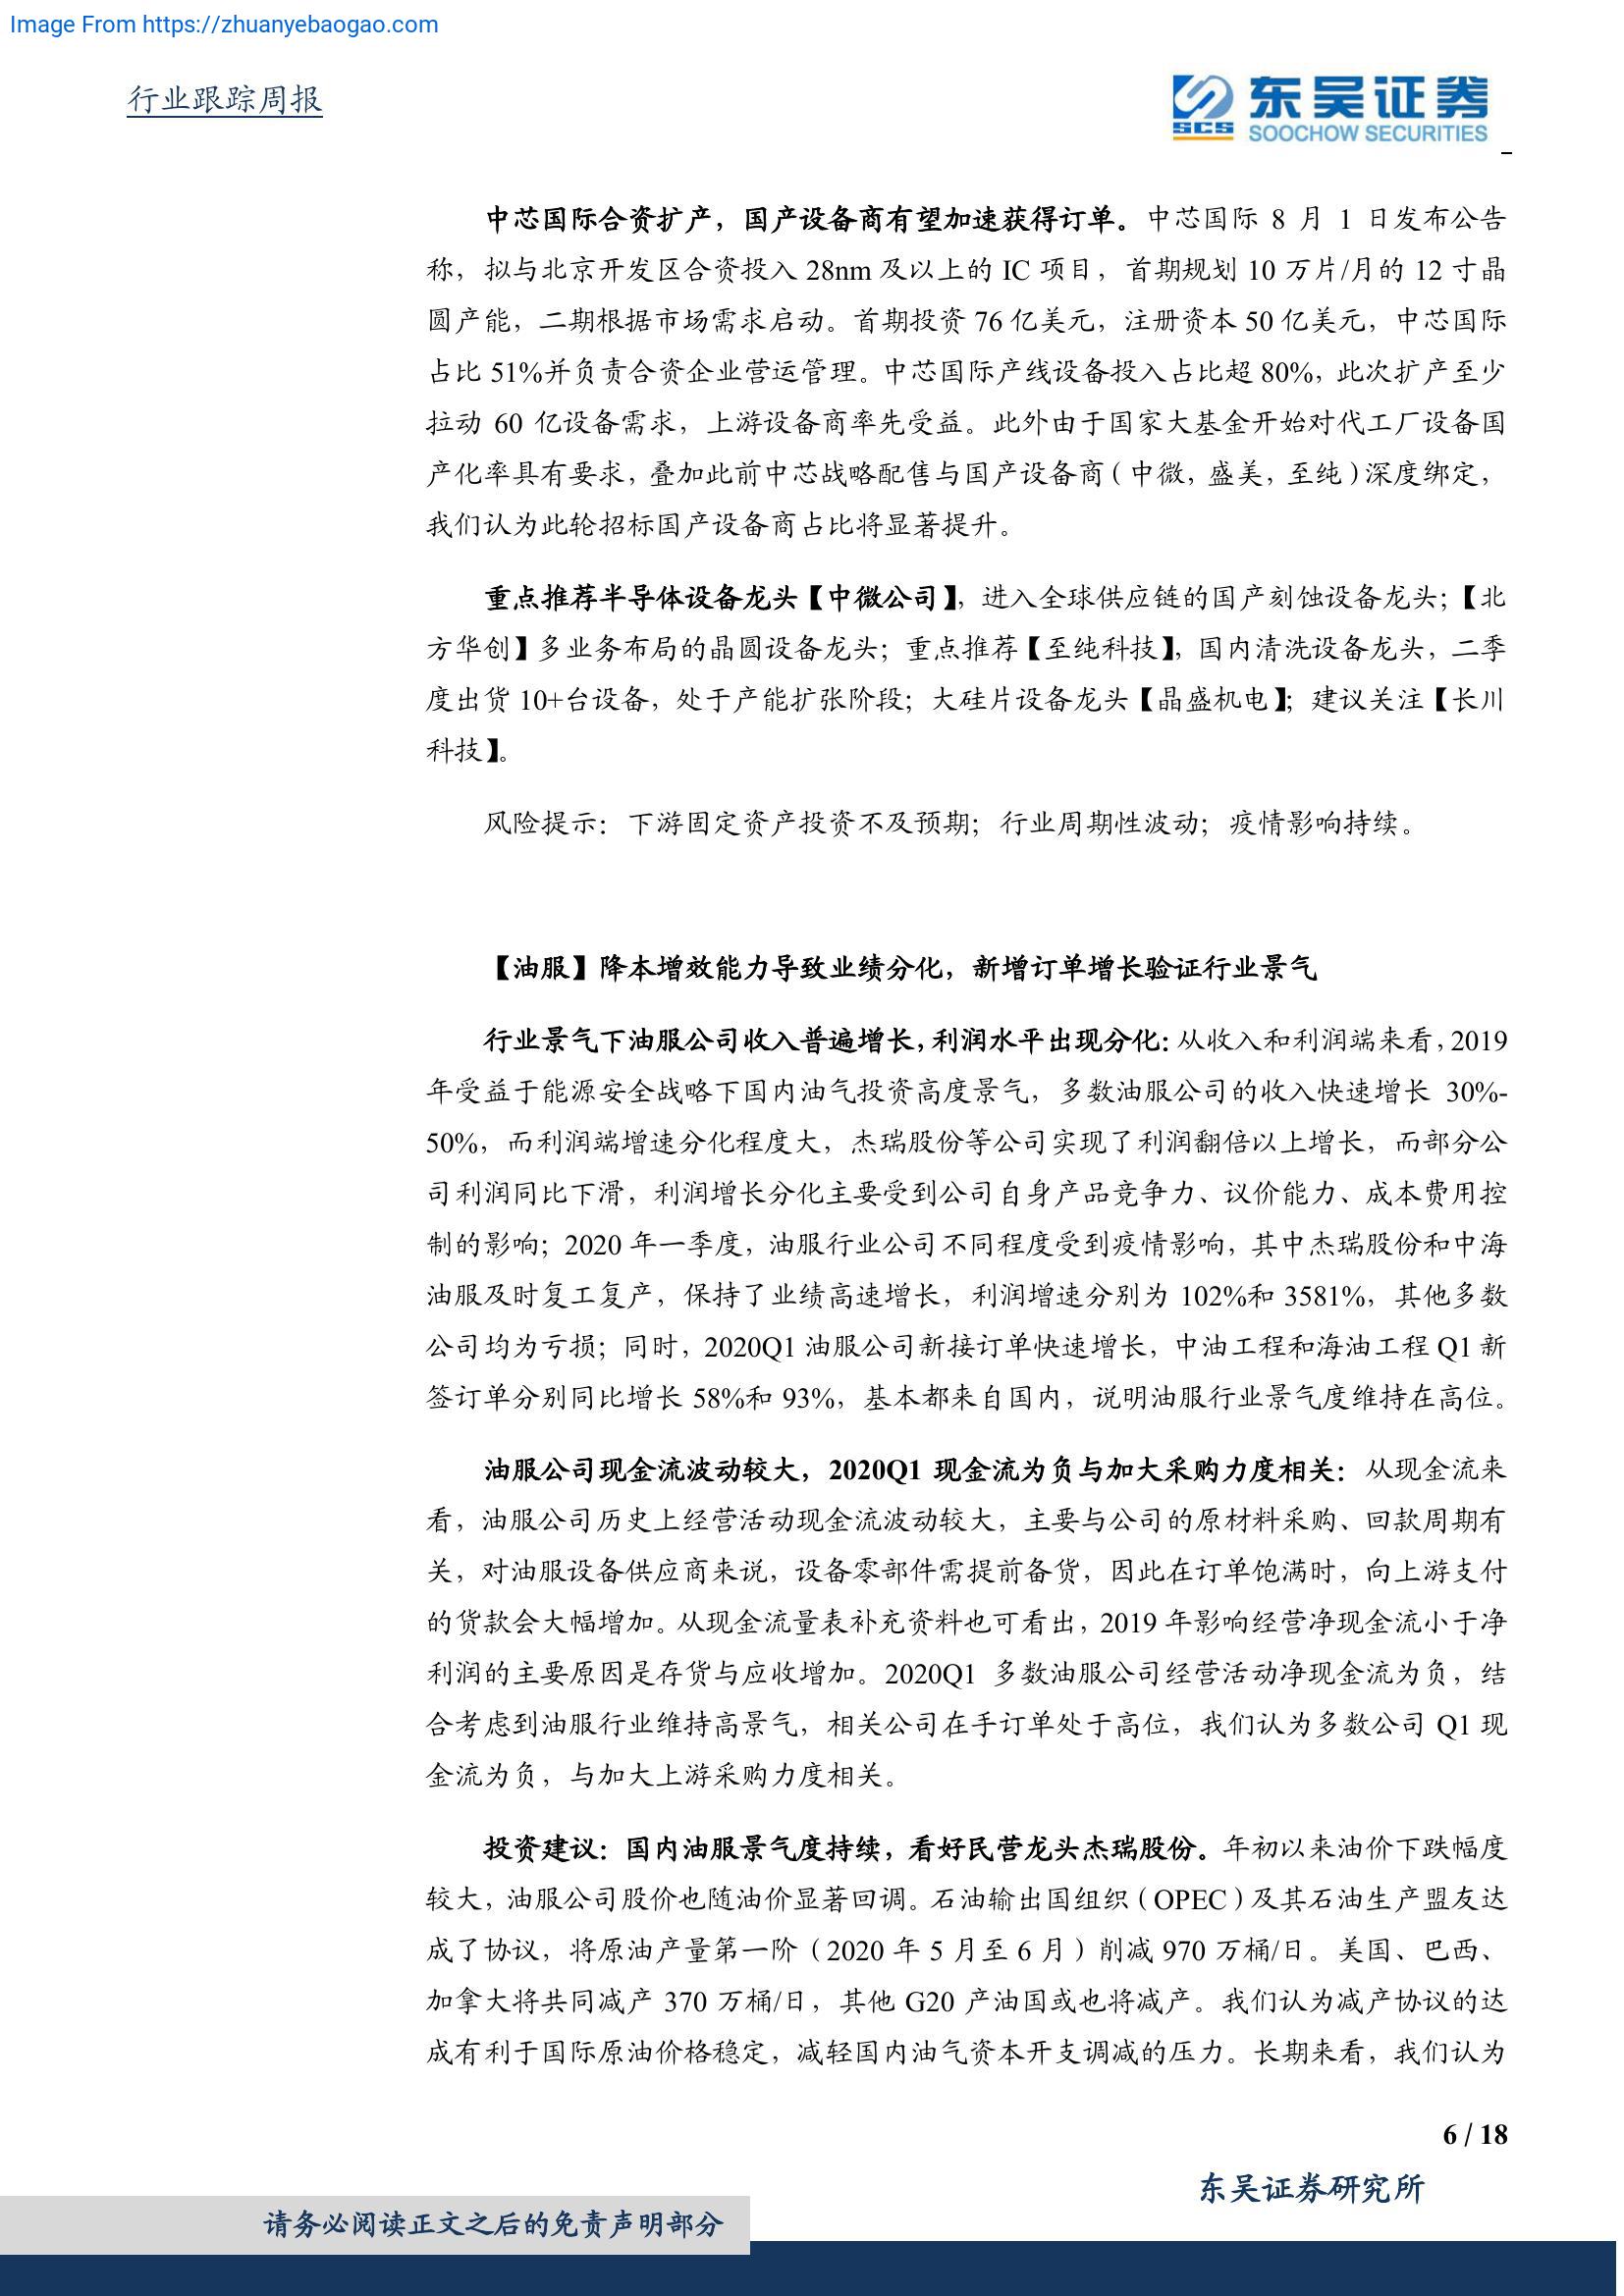 Image From https://zhuanyebaogao.com
行业跟踪周报
东吴证券
SCS
SOOCHOW SECURITIES
中芯国际合资扩产，国产设备商有望加速获得订单。中芯国际 8 月 1 日发布公告
称，拟与北京开发区合资投入 28nm 及以上的 IC 项目，首期规划 10 万片/月的 12 寸晶
圆产能，二期根据市场需求启动。首期投资 76 亿美元，注册资本 50 亿美元，中芯国际
占比 51%并负责合资企业营运管理。中芯国际产线设备投入占比超 80%，此次扩产至少
拉动 60 亿设备需求，上游设备商率先受益。此外由于国家大基金开始对代工厂设备国
产化率具有要求，叠加此前中芯战略配售与国产设备商（中微，盛美，至纯）深度绑定，
我们认为此轮招标国产设备商占比将显著提升。
重点推荐半导体设备龙头【中微公司】，进入全球供应链的国产刻蚀设备龙头；【北
方华创】多业务布局的晶圆设备龙头；重点推荐【至纯科技】，国内清洗设备龙头，二季
度出货 10+台设备，处于产能扩张阶段；大硅片设备龙头【晶盛机电】；建议关注【长川
科技】。
风险提示：下游固定资产投资不及预期；行业周期性波动；疫情影响持续。
【油服】降本增效能力导致业绩分化，新增订单增长验证行业景气
行业景气下油服公司收入普遍增长，利润水平出现分化：从收入和利润端来看，2019
年受益于能源安全战略下国内油气投资高度景气，多数油服公司的收入快速增长 30%-
50%，而利润端增速分化程度大，杰瑞股份等公司实现了利润翻倍以上增长，而部分公
司利润同比下滑，利润增长分化主要受到公司自身产品竞争力、议价能力、成本费用控
制的影响；2020 年一季度，油服行业公司不同程度受到疫情影响，其中杰瑞股份和中海
油服及时复工复产，保持了业绩高速增长，利润增速分别为 102%和 3581%，其他多数
公司均为亏损；同时，2020Q1 油服公司新接订单快速增长，中油工程和海油工程 Q1 新
签订单分别同比增长 58%和 93%，基本都来自国内，说明油服行业景气度维持在高位。
油服公司现金流波动较大，2020Q1 现金流为负与加大采购力度相关：从现金流来
看，油服公司历史上经营活动现金流波动较大，主要与公司的原材料采购、回款周期有
关，对油服设备供应商来说，设备零部件需提前备货，因此在订单饱满时，向上游支付
的货款会大幅增加。从现金流量表补充资料也可看出，2019 年影响经营净现金流小于净
利润的主要原因是存货与应收增加。2020Q1 多数油服公司经营活动净现金流为负，结
合考虑到油服行业维持高景气，相关公司在手订单处于高位，我们认为多数公司 Q1 现
金流为负，与加大上游采购力度相关。
投资建议：国内油服景气度持续，看好民营龙头杰瑞股份。年初以来油价下跌幅度
较大，油服公司股价也随油价显著回调。石油输出国组织（OPEC）及其石油生产盟友达
成了协议，将原油产量第一阶（2020 年 5 月至 6 月）削减 970 万桶/日。美国、巴西、
加拿大将共同减产 370 万桶/日，其他 G20 产油国或也将减产。我们认为减产协议的达
成有利于国际原油价格稳定，减轻国内油气资本开支调减的压力。长期来看，我们认为
6 / 18
东吴证券研究所
请务必阅读正文之后的免责声明部分